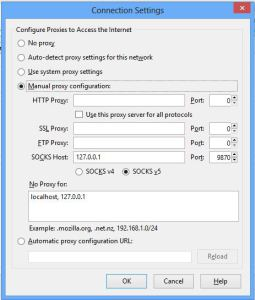 Connection Settings
Configure Proxies to Access the Internet
No proxy
Auto-detect proxy settings for this network
Use system proxy settings
Manual proxy configuration:
HTTP Proxy: Port: 0
Use this proxy server for all protocols
SSL Proxy: Port: 0
FTP Proxy: Port: 0
SOCKS Host: 127.0.0.1 Port: 9870
SOCKS v4 SOCKS v5
No Proxy for:
localhost, 127.0.0.1
Example: .mozilla.org, .net.nz, 192.168.1.0/24
Automatic proxy configuration URL:
Reload
OK Cancel Help